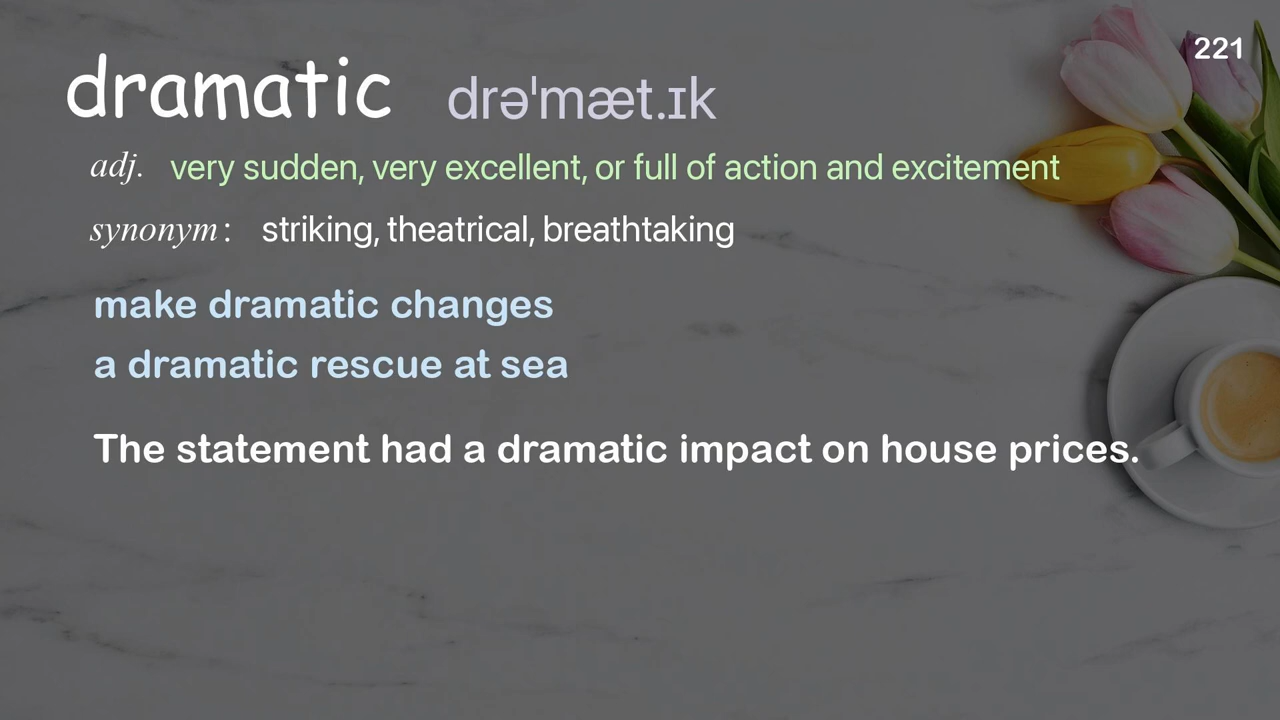 221
dramatic drəˈmæt.ɪk
adj. very sudden, very excellent, or full of action and excitement
synonym: striking, theatrical, breathtaking
make dramatic changes
a dramatic rescue at sea
The statement had a dramatic impact on house prices.